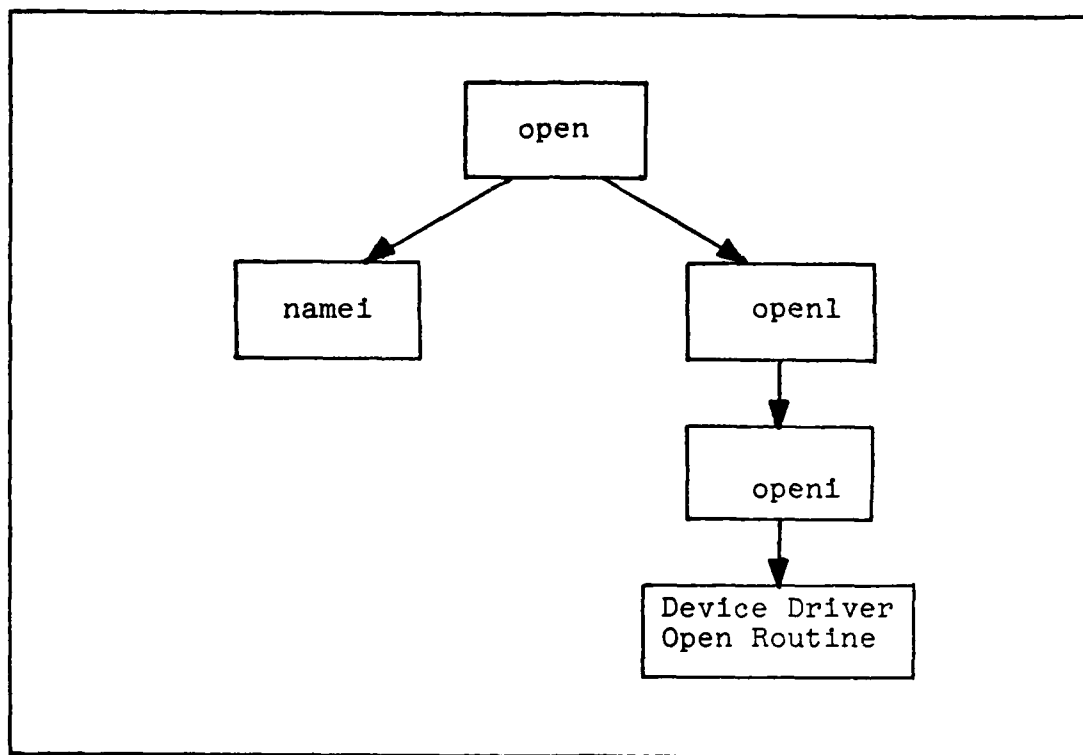 open
namei
open1
openi
Device Driver
Open Routine